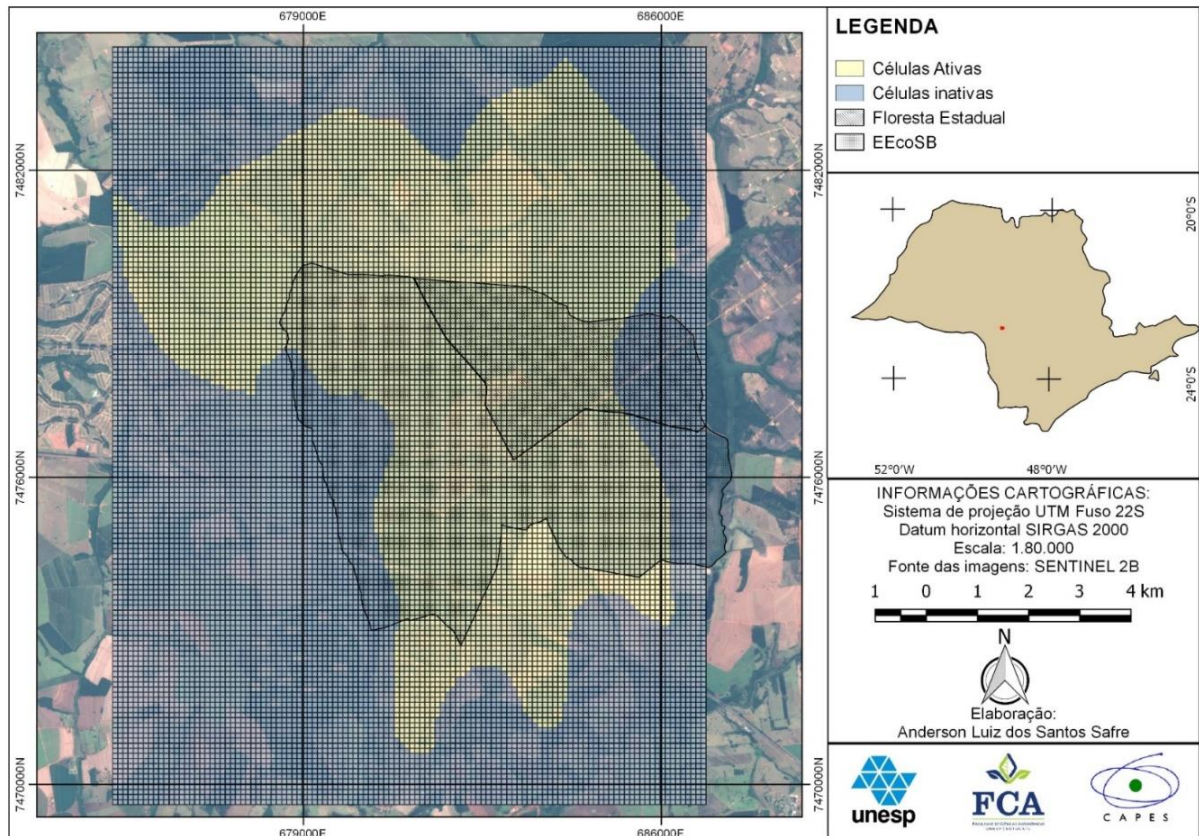 679000E
686000E
7482000N
7482000N
7476000N
7476000N
7470000N
7470000N
679000E
686000E
LEGENDA
Células Ativas
Células inativas
Floresta Estadual
EEcoSB
20°0'S
24°0'S
52°0'W
48°0'W
INFORMAÇÕES CARTOGRÁFICAS:
Sistema de projeção UTM Fuso 22S
Datum horizontal SIRGAS 2000
Escala: 1.80.000
Fonte das imagens: SENTINEL 2B
1 0 1 2 3 4 km
N
Elaboração:
Anderson Luiz dos Santos Safre
unesp
FCA
CAPES